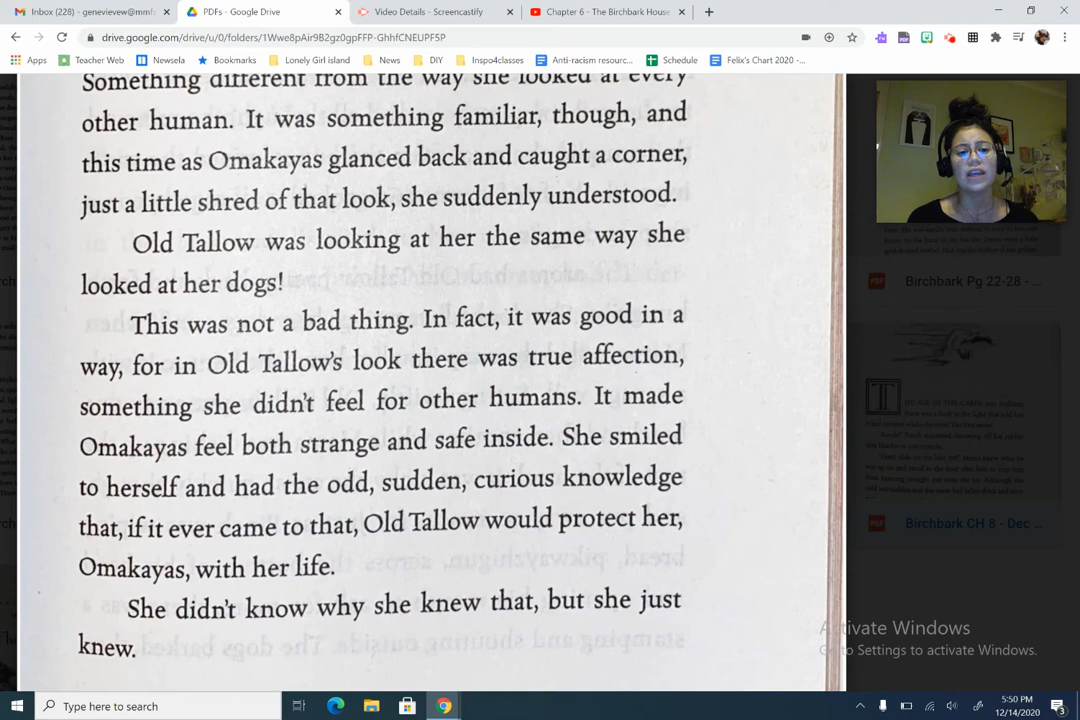 Inbox (228) - genevievew@mmf
PDFs - Google Drive
Video Details - Screencastify
Chapter 6 - The Birchbark House
drive.google.com/drive/u/0/folders/1Wwe8pAir9B2gz0gpFFP-GhhfCNEUPF5P
Apps
Teacher Web
Newsela
Bookmarks
Lonely Girl island
News
DIY
Inspo4classes
Anti-racism resourc...
Schedule
Felix's Chart 2020 -...
Something different from the way she looked at every
other human. It was something familiar, though, and
this time as Omakayas glanced back and caught a corner,
just a little shred of that look, she suddenly understood.
Old Tallow was looking at her the same way she
looked at her dogs!
This was not a bad thing. In fact, it was good in a
way, for in Old Tallow's look there was true affection,
something she didn't feel for other humans. It made
Omakayas feel both strange and safe inside. She smiled
to herself and had the odd, sudden, curious knowledge
that, if it ever came to that, Old Tallow would protect her,
Omakayas, with her life.
She didn't know why she knew that, but she just
knew.
Birchbark Pg 22-28 - ...
Birchbark CH 8 - Dec ...
Activate Windows
Go to Settings to activate Windows.
Type here to search
5:50 PM
12/14/2020
3